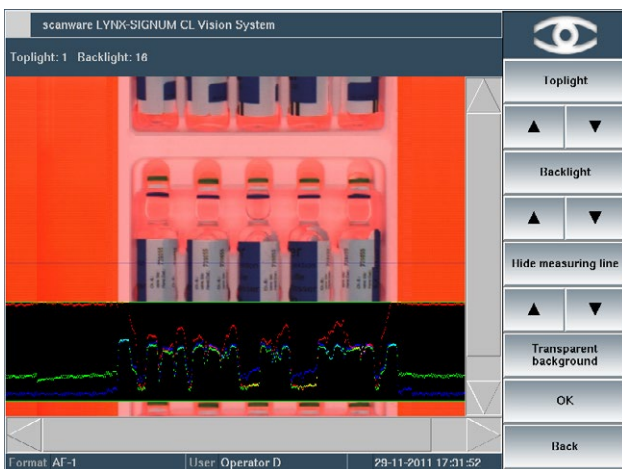 scanware LYNX-SIGNUM CL Vision System
Toplight: 1 Backlight: 16
Toplight
Backlight
Hide measuring line
Transparent
background
OK
Back
Format AF-1 User Operator D 29-11-2011 17:31:52